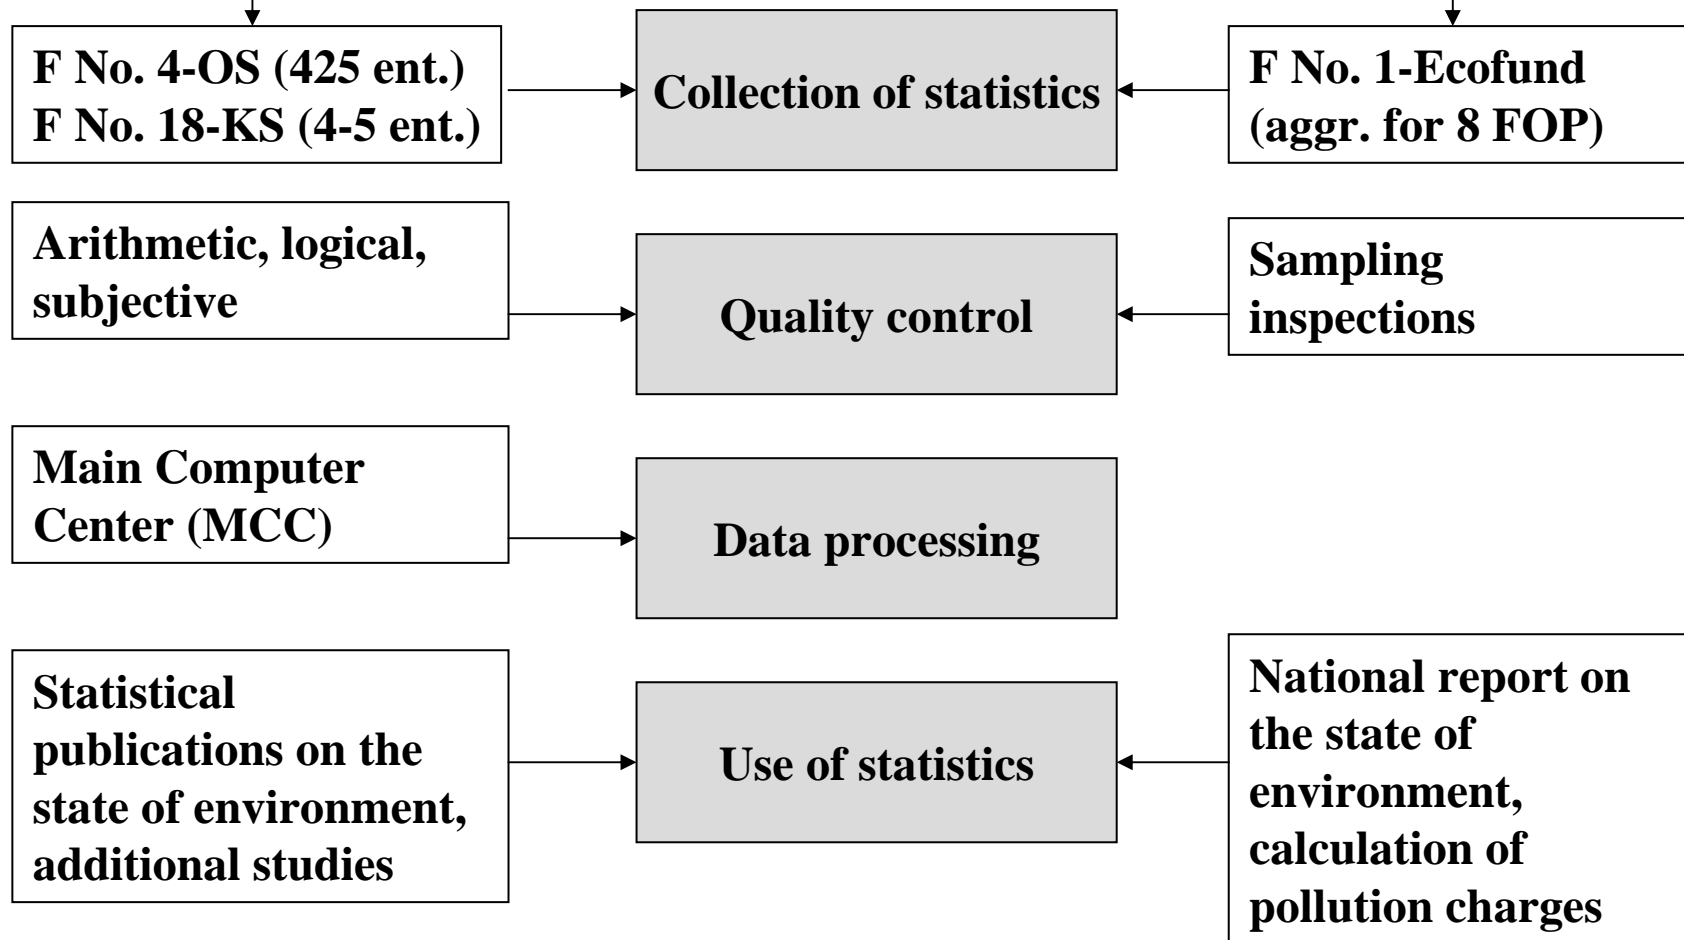 F No. 4-OS (425 ent.)
F No. 18-KS (4-5 ent.)
Collection of statistics
F No. 1-Ecofund
(aggr. for 8 FOP)
Arithmetic, logical,
subjective
Quality control
Sampling
inspections
Main Computer
Center (MCC)
Data processing
Statistical
publications on the
state of environment,
additional studies
Use of statistics
National report on
the state of
environment,
calculation of
pollution charges